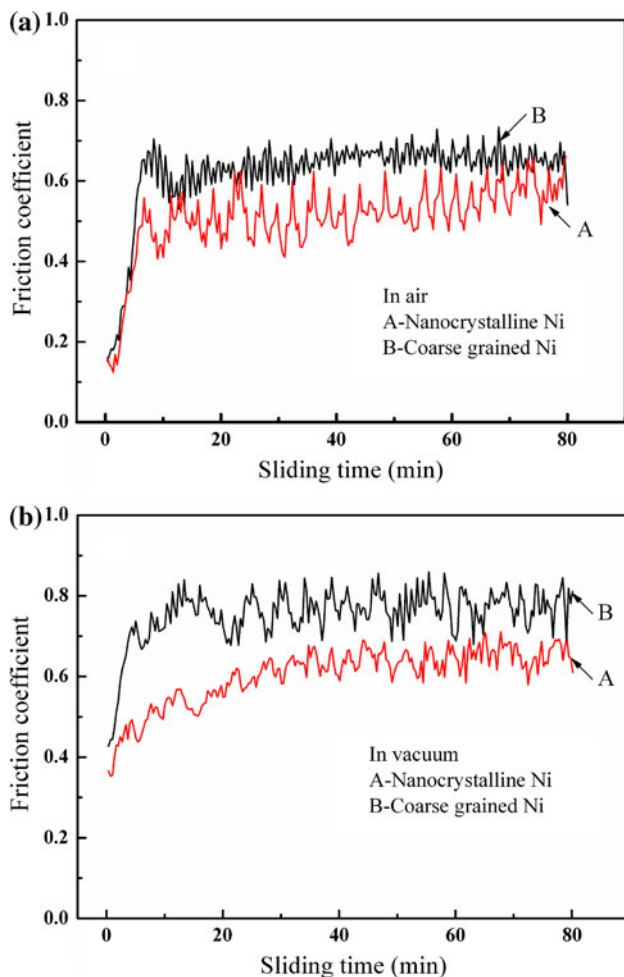 (a)
1.0
0.8
0.6
0.4
0.2
0.0
Friction coefficient
B
A
In air
A-Nanocrystalline Ni
B-Coarse grained Ni
0 20 40 60 80
Sliding time (min)
(b)
1.0
0.8
0.6
0.4
0.2
0.0
Friction coefficient
B
A
In vacuum
A-Nanocrystalline Ni
B-Coarse grained Ni
0 20 40 60 80
Sliding time (min)